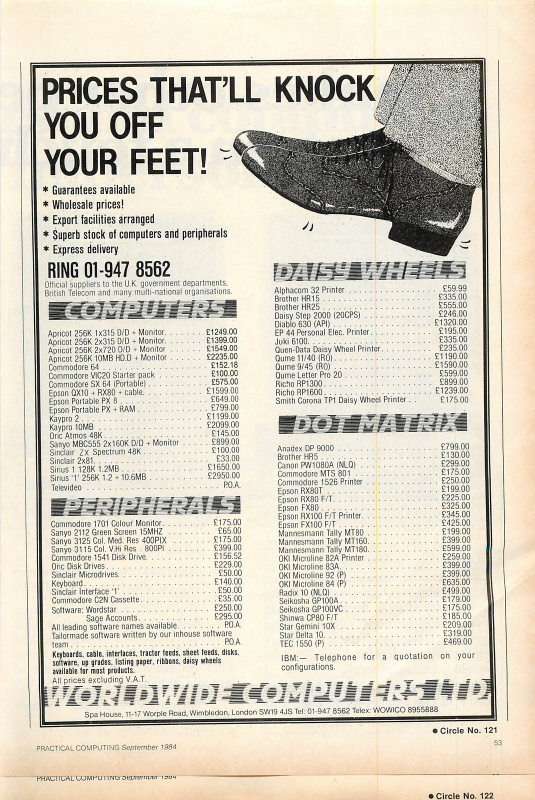 PRICES THAT'LL KNOCK
YOU OFF
YOUR FEET!
* Guarantees available
* Wholesale prices!
* Export facilities arranged
* Superb stock of computers and peripherals
* Express delivery
RING 01-947 8562
Official suppliers to the U.K. government departments,
British Telecom and many multi-national organisations.
COMPUTERS
Apricot 256K 1x315 D/D + Monitor. £1249.00
Apricot 256K 2x315 D/D + Monitor. £1399.00
Apricot 256K 2x720 D/D + Monitor. £1549.00
Apricot 256K 10MB HD.D + Monitor £2235.00
Commodore 64 £152.18
Commodore VIC20 Starter pack £100.00
Commodore SX 64 (Portable) £575.00
Epson QX10 + RX80 + cable. £1599.00
Epson Portable PX 8 £649.00
Epson Portable PX + RAM £799.00
Kaypro 2 £1199.00
Kaypro 10MB £2099.00
Oric Atmos 48K £145.00
Sanyo MBC555 2x160K D/D + Monitor £899.00
Sinclair Zx Spectrum 48K £100.00
Sinclair 2x81. £33.00
Sirius 1 128K 1.2MB £1650.00
Sirius '1' 256K 1.2 + 10.6MB £2950.00
Televideo P.O.A.
PERIPHERALS
Commodore 1701 Colour Monitor. £175.00
Sanyo 2112 Green Screen 15MHZ £65.00
Sanyo 3125 Col. Med. Res 400PIX £175.00
Sanyo 3115 Col. V.Hi Res 800PI £399.00
Commodore 1541 Disk Drive. £156.52
Oric Disk Drives £229.00
Sinclair Microdrives. £50.00
Keyboard £140.00
Sinclair Interface '1' £50.00
Commodore C2N Cassette £35.00
Software: Wordstar £250.00
Sage Accounts £295.00
All leading software names available. P.O.A.
Tailormade software written by our inhouse software
team P.O.A.
Keyboards, cable, interfaces, tractor feeds, sheet feeds, disks,
software, up grades, listing paper, ribbons, daisy wheels
available for most products.
All prices excluding V.A.T.
DAISY WHEELS
Alphacom 32 Printer £59.99
Brother HR15 £335.00
Brother HR25 £555.00
Daisy Step 2000 (20CPS) £246.00
Diablo 630 (API) £1320.00
EP 44 Personal Elec. Printer £195.00
Juki 6100. £335.00
Quen-Data Daisy Wheel Printer £235.00
Qume 11/40 (RO) £1190.00
Qume 9/45 (RO) £1590.00
Qume Letter Pro 20 £599.00
Richo RP1300 £899.00
Richo RP1600 £1239.00
Smith Corona TP1 Daisy Wheel Printer £175.00
DOT MATRIX
Anadex DP 9000 £799.00
Brother HR5 £130.00
Canon PW1080A (NLQ) £299.00
Commodore MTS 801 £175.00
Commodore 1526 Printer £250.00
Epson RX80T £199.00
Epson RX80 F/T £225.00
Epson FX80 £325.00
Epson RX100 F/T Printer £345.00
Epson FX100 F/T £425.00
Mannesmann Tally MT80 £199.00
Mannesmann Tally MT160. £399.00
Mannesmann Tally MT180. £599.00
OKI Microline 82A Printer £259.00
OKI Microline 83A £399.00
OKI Microline 92 (P) £399.00
OKI Microline 84 (P) £635.00
Radix 10 (NLQ) £499.00
Seikosha GP100A £179.00
Seikosha GP100VC £175.00
Shinwa CP80 F/T £185.00
Star Gemini 10X £209.00
Star Delta 10. £319.00
TEC 1550 (P) £469.00
IBM:— Telephone for a quotation on your
configurations.
WORLDWIDE COMPUTERS LTD.
Spa House, 11-17 Worple Road, Wimbledon, London SW19 4JS Tel: 01-947 8562 Telex: WOWICO 8955888
● Circle No. 121
PRACTICAL COMPUTING September 1984
53
PRACTICAL COMPUTING September 1984
● Circle No. 122